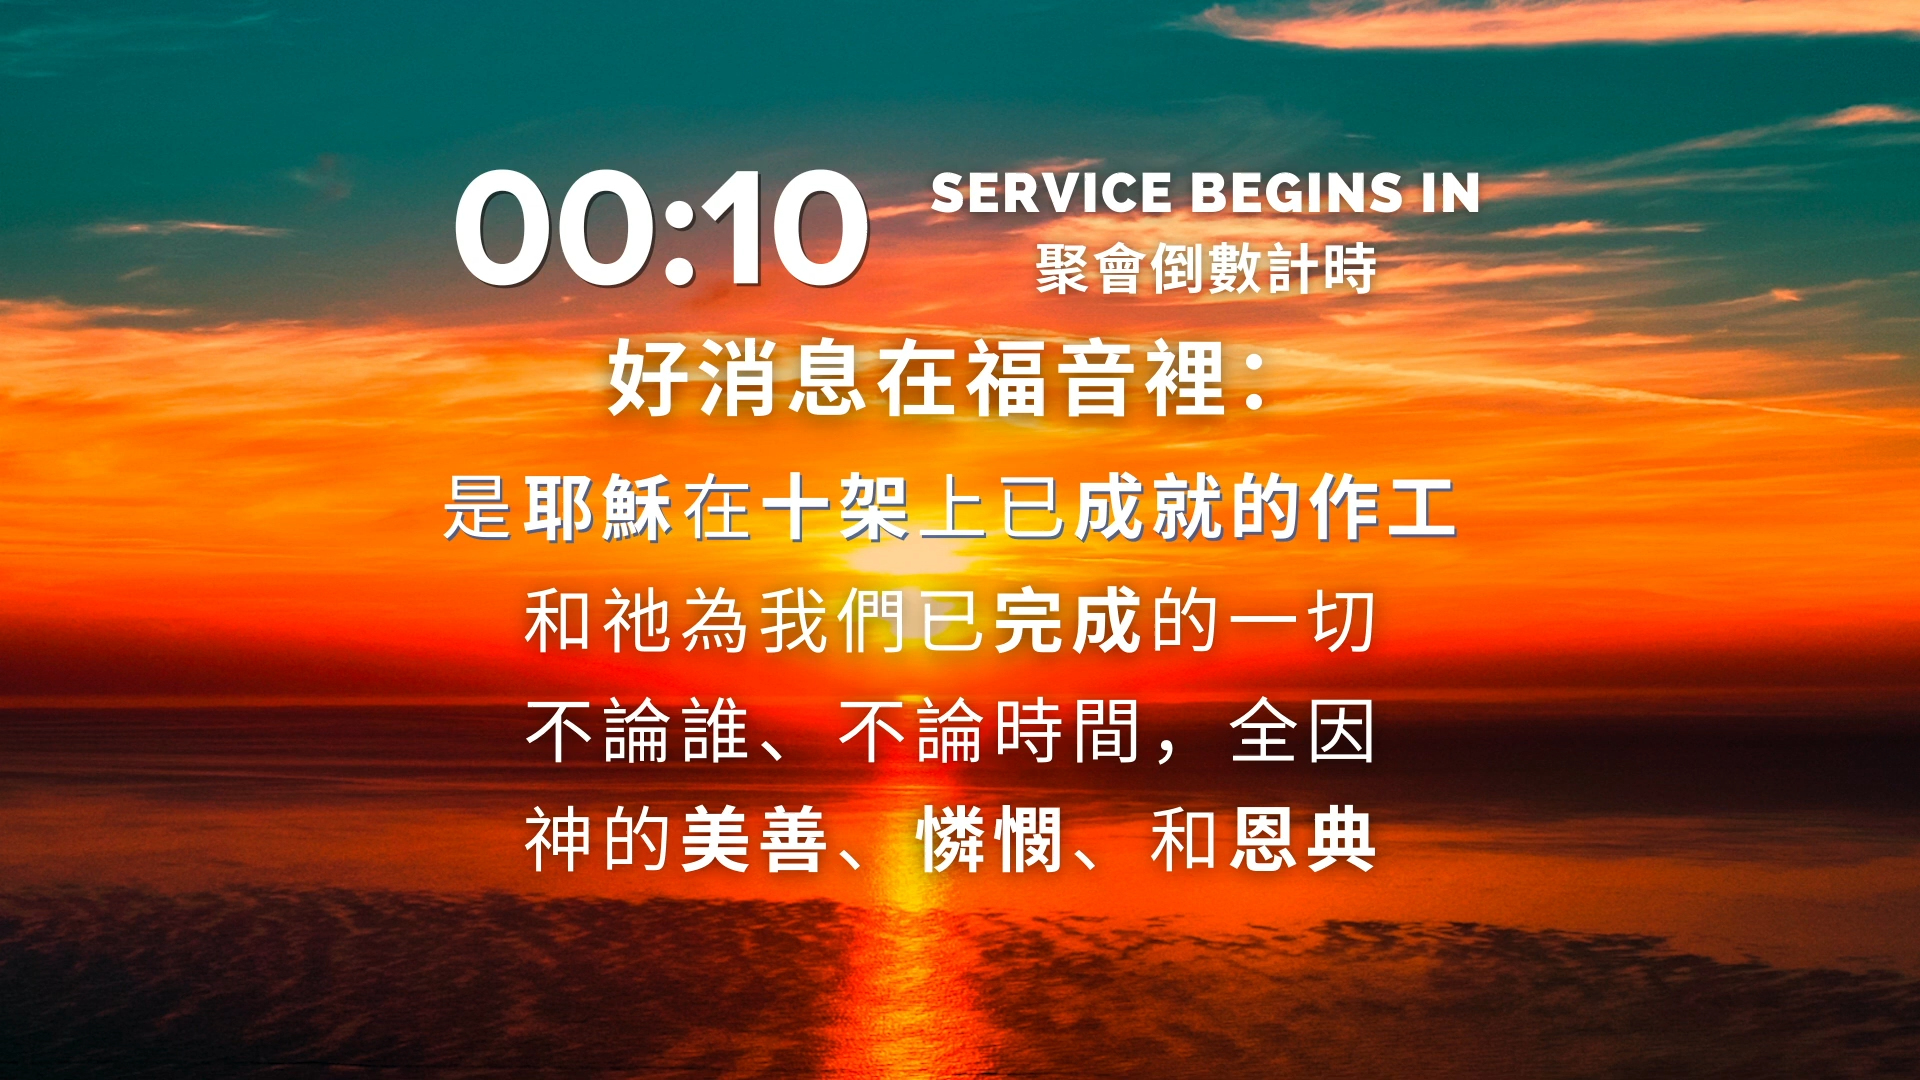 00:10
SERVICE BEGINS IN
聚會倒數計時
好消息在福音裡：
是耶穌在十架上已成就的作工
和祂為我們已完成的一切
不論誰、不論時間，全因
神的美善、憐憫、和恩典